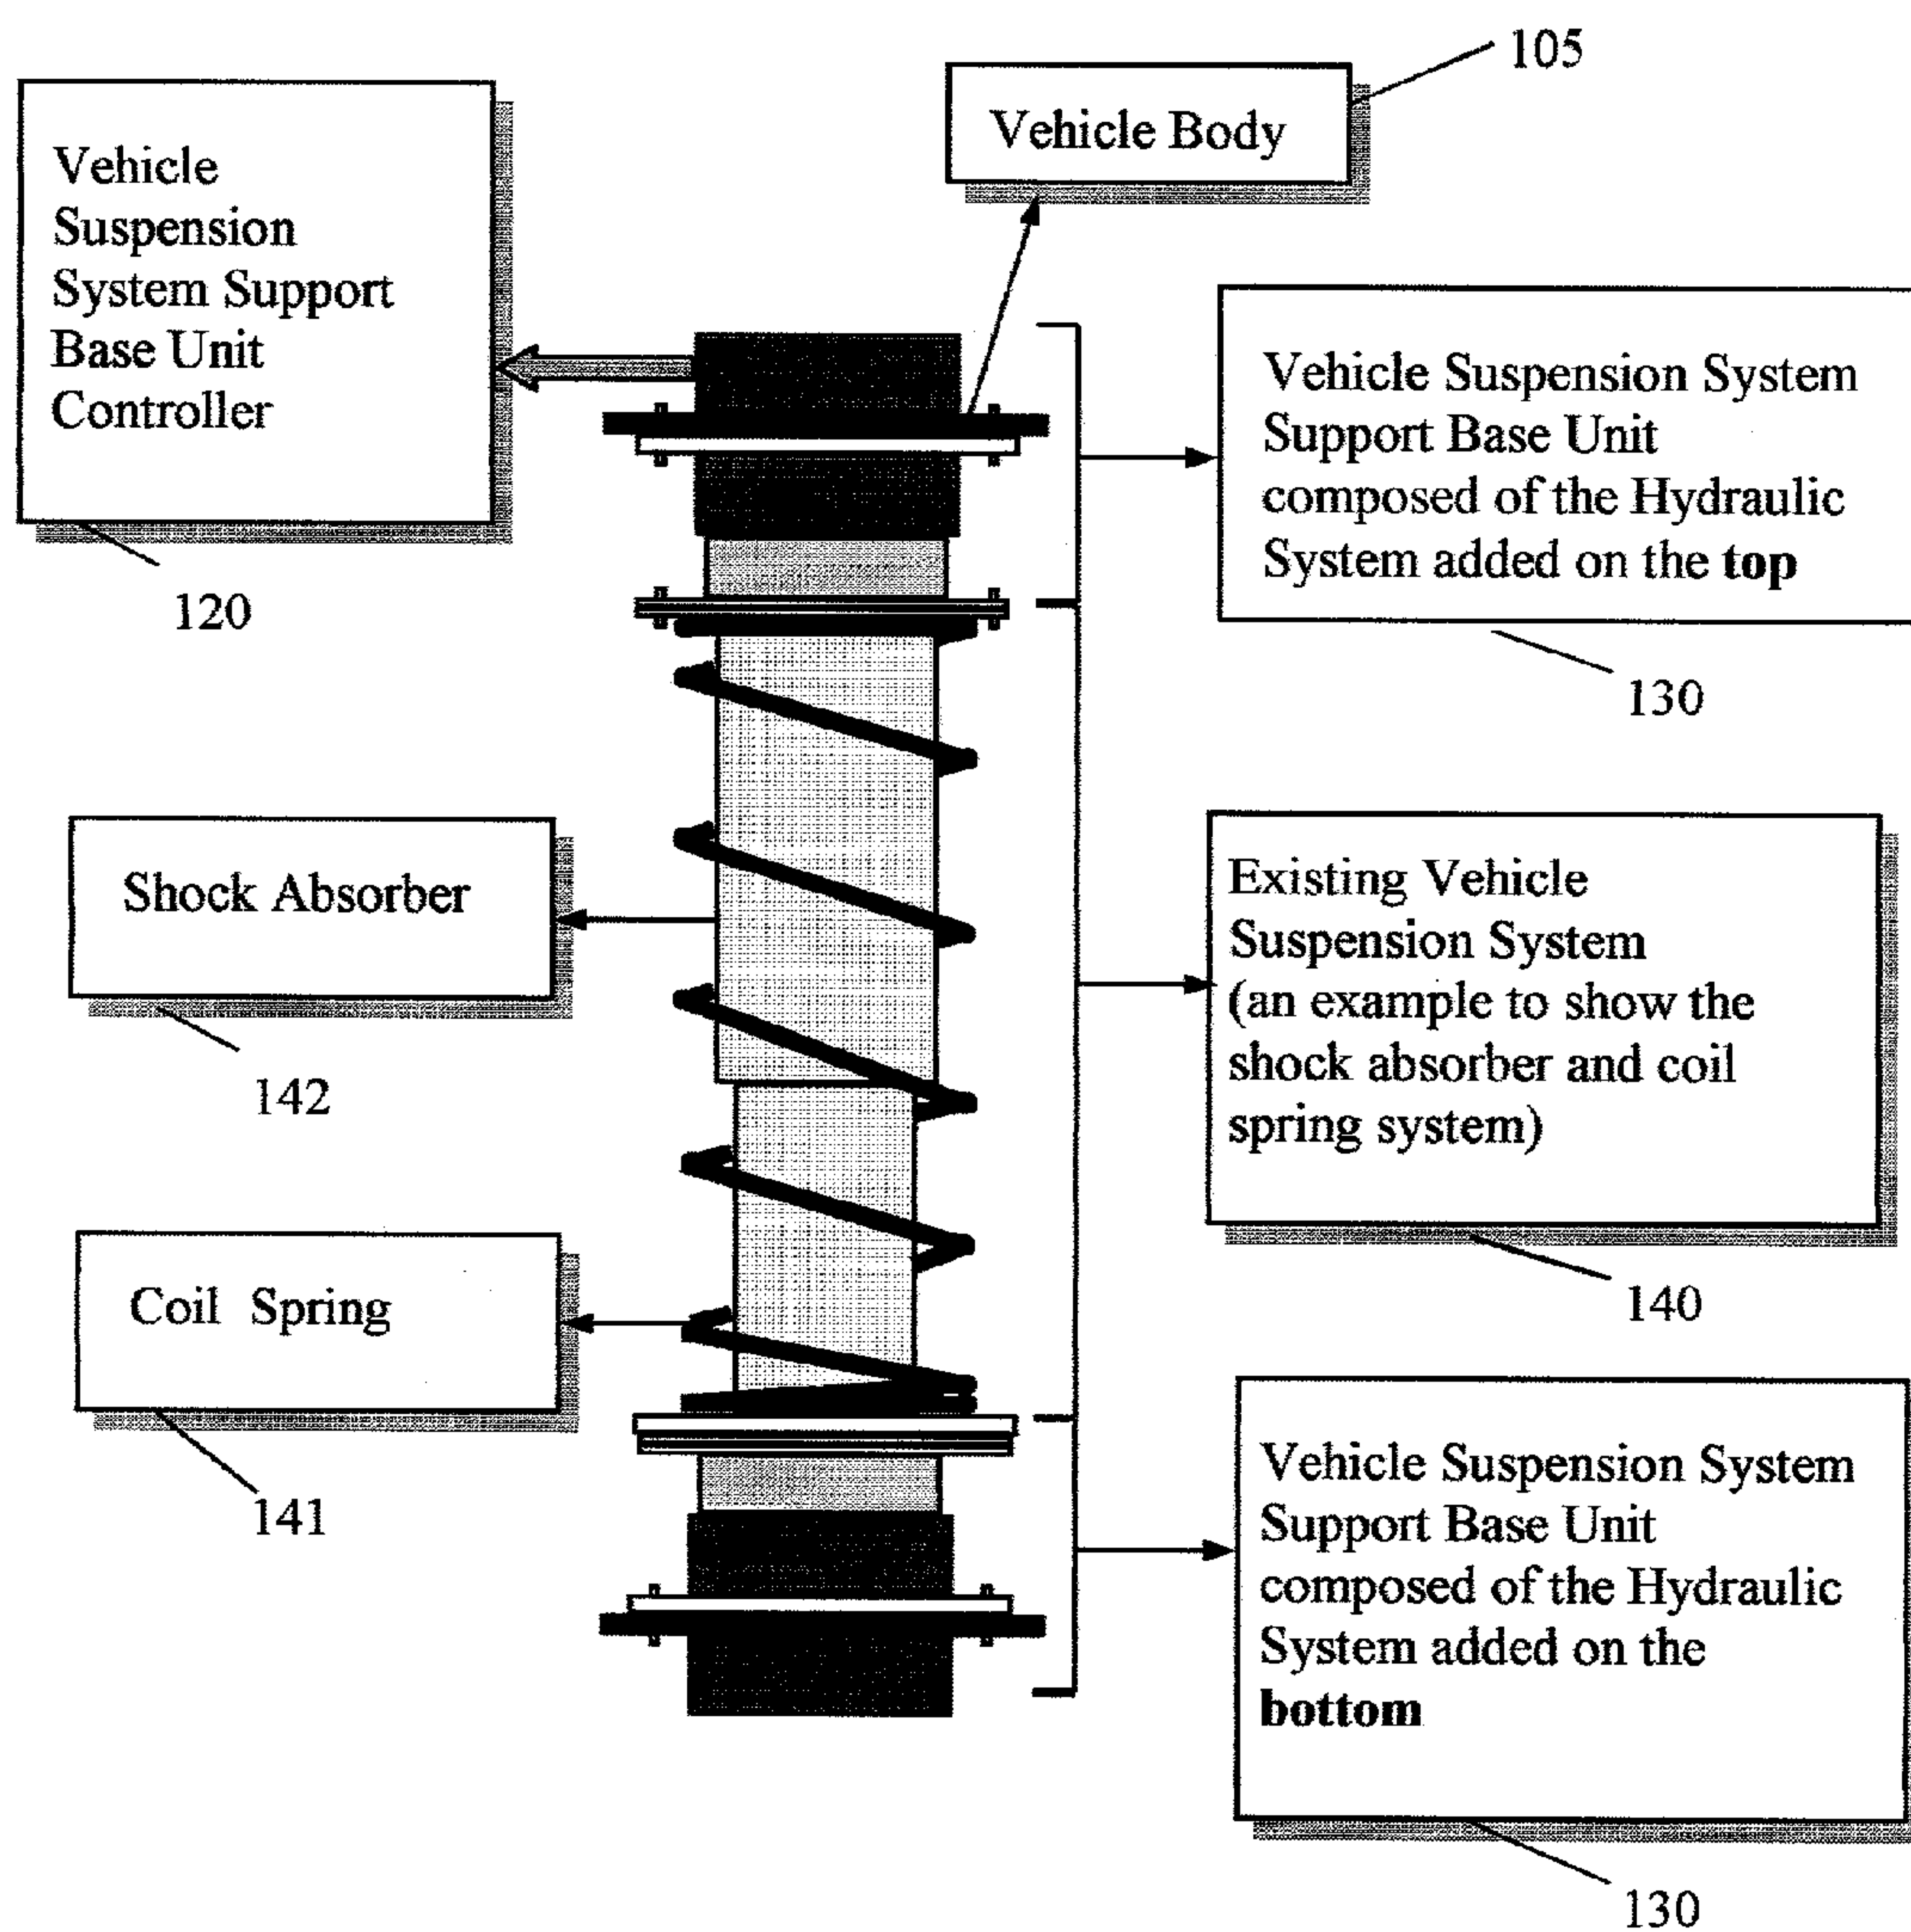 105
Vehicle Body
Vehicle
Suspension
System Support
Base Unit
Controller
120
Vehicle Suspension System
Support Base Unit
composed of the Hydraulic
System added on the top
130
Shock Absorber
142
Existing Vehicle
Suspension System
(an example to show the
shock absorber and coil
spring system)
140
Coil Spring
141
Vehicle Suspension System
Support Base Unit
composed of the Hydraulic
System added on the
bottom
130